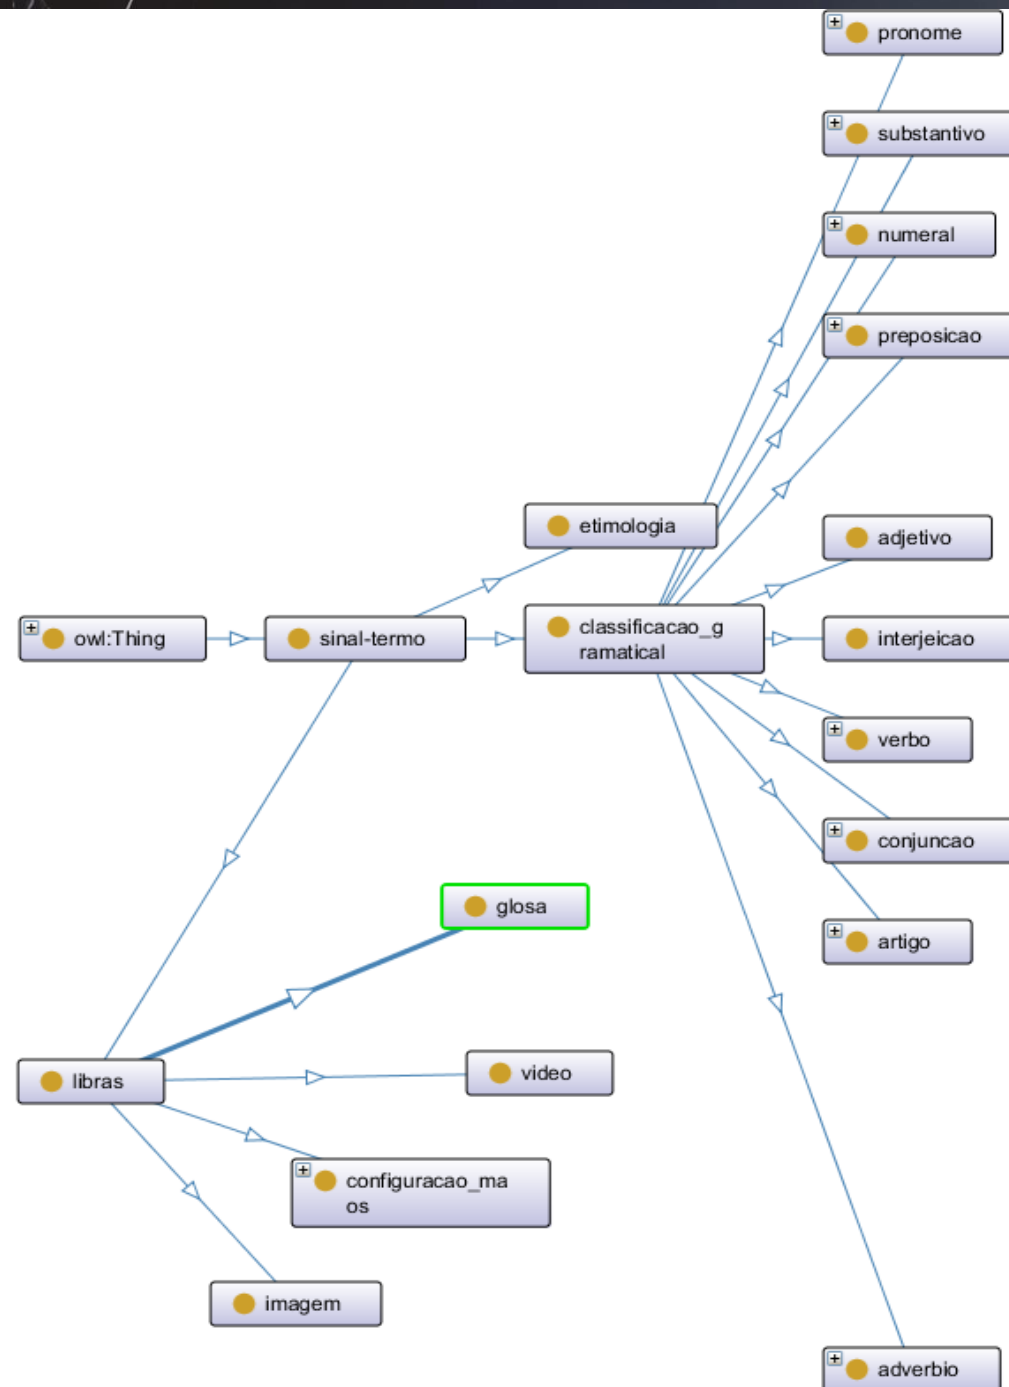 pronome
substantivo
numeral
preposicao
etimologia
adjetivo
owl:Thing
sinal-termo
classificacao_g
ramatical
interjeicao
verbo
conjuncao
glosa
artigo
libras
video
configuracao_ma
os
imagem
adverbio